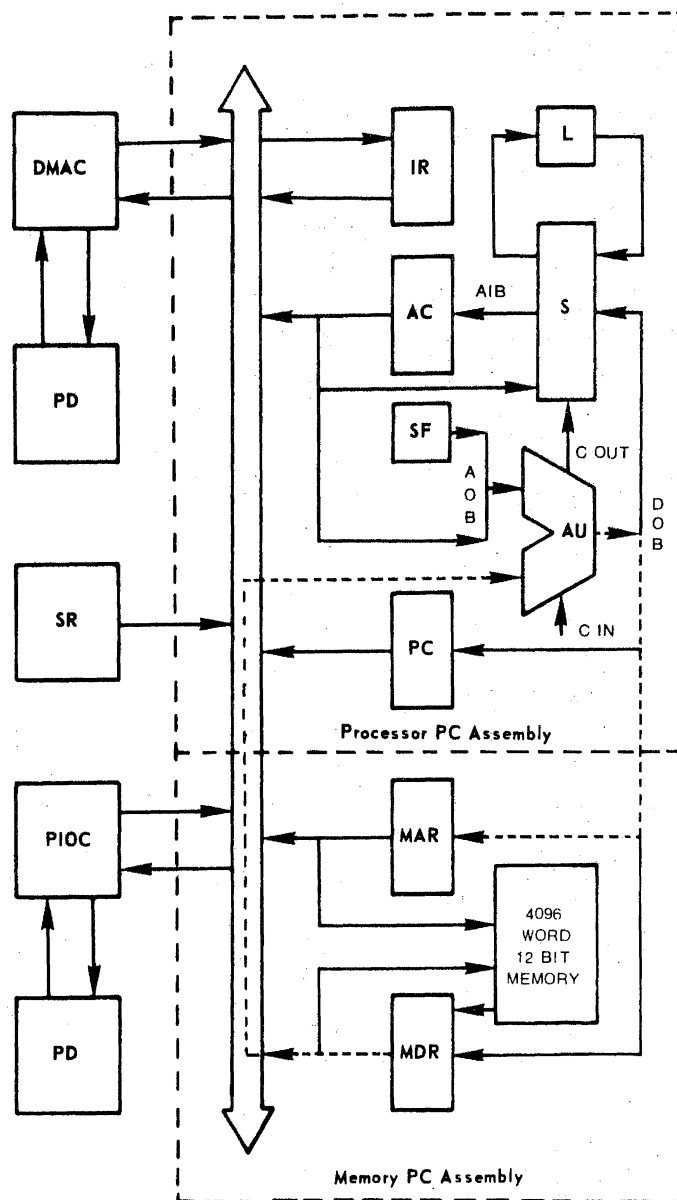 DMAC
IR
L
PD
AC
AIB
S
SF
C OUT
A
O
B
AU
D
O
B
SR
C IN
PC
Processor PC Assembly
PIOC
MAR
4096
WORD
12 BIT
MEMORY
PD
MDR
Memory PC Assembly